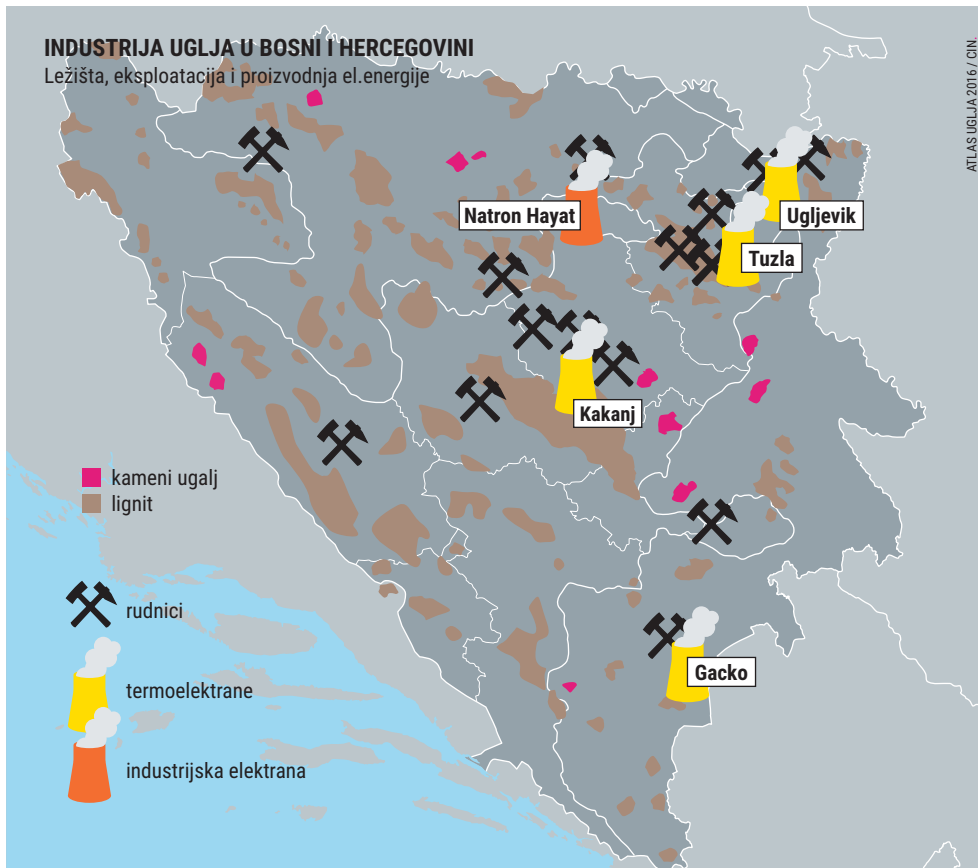 INDUSTRIJA UGLJA U BOSNI I HERCEGOVINI
Ležišta, eksploatacija i proizvodnja el.energije
ATLAS UGLJA 2016 / CIN.
Natron Hayat
Ugljevik
Tuzla
Kakanj
kameni ugalj
lignit
rudnici
termoelektrane
Gacko
industrijska elektrana